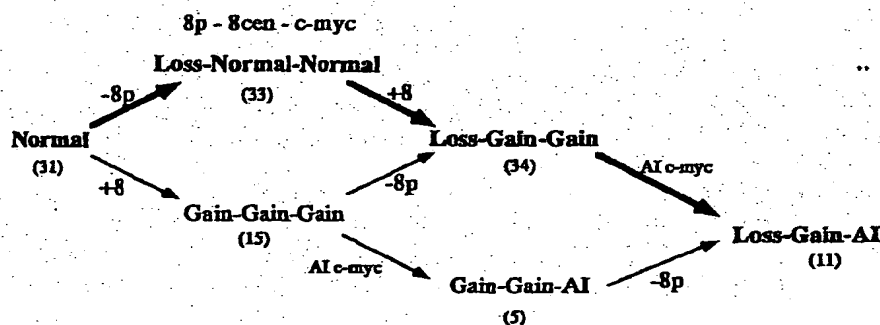 8p - 8cen - c-myc
Loss-Normal-Normal
(33)
-8p
+8
Normal
(31)
Loss-Gain-Gain
(34)
+8
-8p
AI c-myc
Gain-Gain-Gain
(15)
Loss-Gain-AI
(11)
AI c-myc
Gain-Gain-AI
(5)
-8p